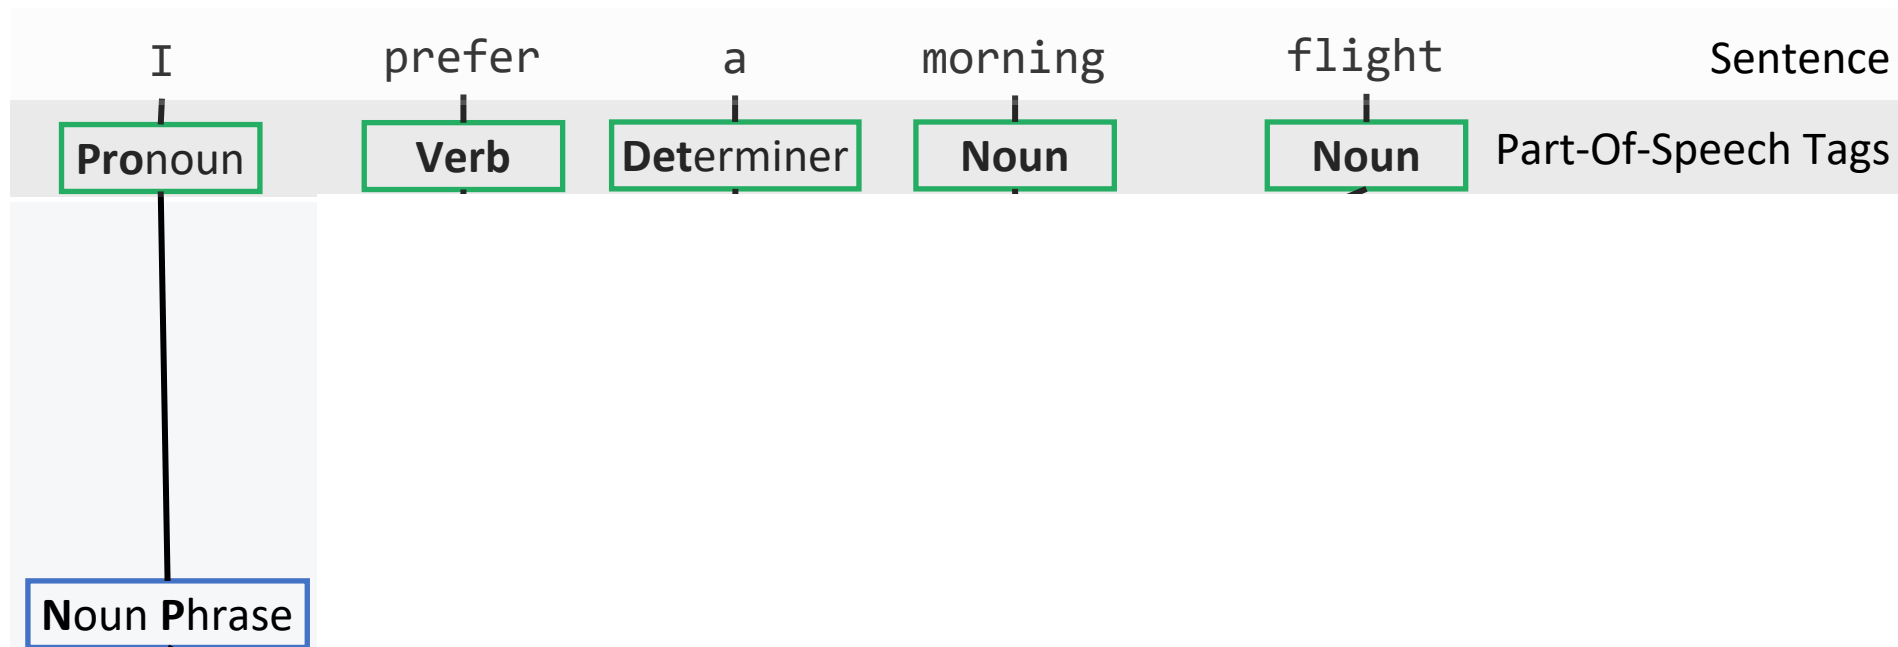 I prefer a morning flight Sentence
Pronoun Verb Determiner Noun Noun Part-Of-Speech Tags
Noun Phrase